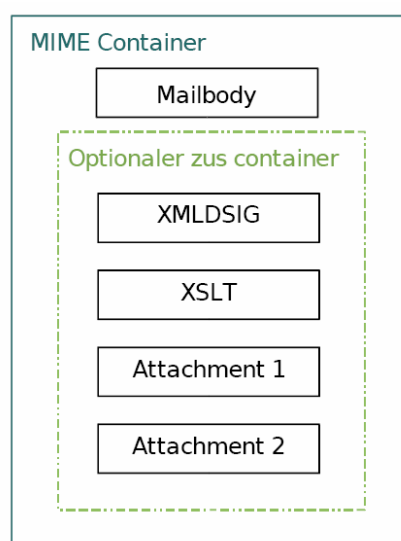 MIME Container
Mailbody
Optionaler zus container
XMLDSIG
XSLT
Attachment 1
Attachment 2